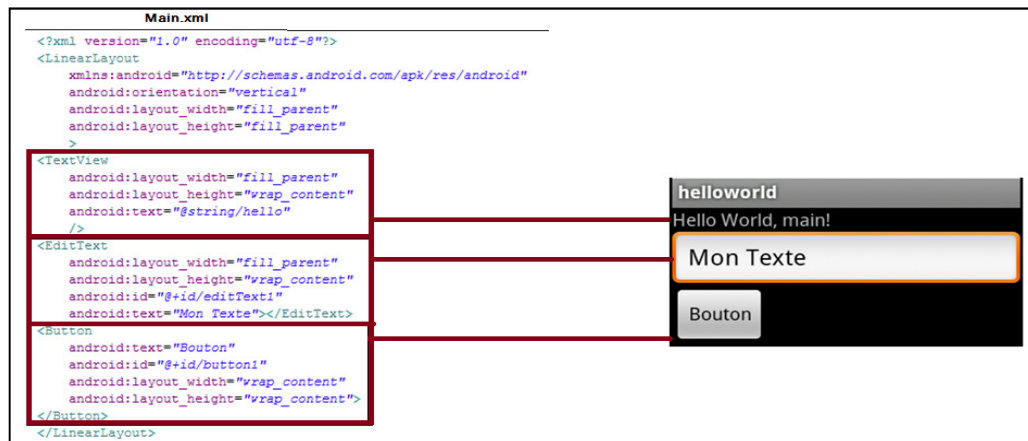 Main.xml
<?xml version="1.0" encoding="utf-8"?>
<LinearLayout
xmlns:android="http://schemas.android.com/apk/res/android"
android:orientation="vertical"
android:layout_width="fill_parent"
android:layout_height="fill_parent"
>
<TextView
android:layout_width="fill_parent"
android:layout_height="wrap_content"
android:text="@string/hello"
/>
<EditText
android:layout_width="fill_parent"
android:layout_height="wrap_content"
android:id="@+id/editText1"
android:text="Mon Texte"></EditText>
<Button
android:text="Bouton"
android:id="@+id/button1"
android:layout_width="wrap_content"
android:layout_height="wrap_content">
</Button>
</LinearLayout>
helloworld
Hello World, main!
Mon Texte
Bouton